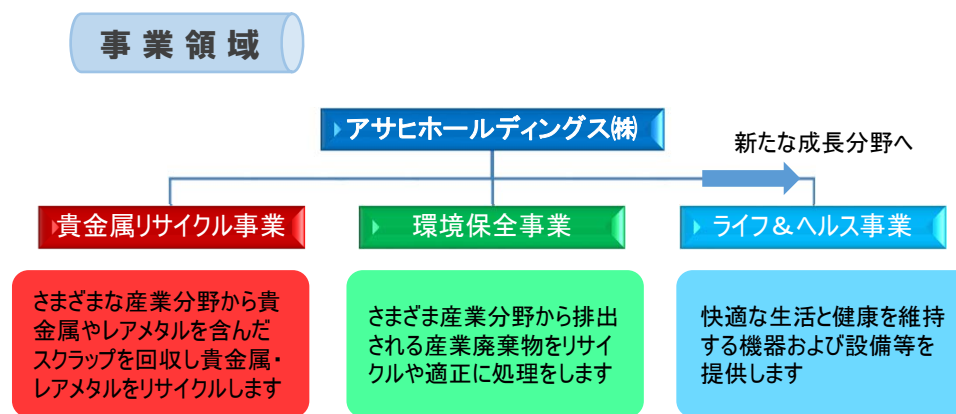 事業領域
アサヒホールディングス㈱
新たな成長分野へ
貴金属リサイクル事業
環境保全事業
ライフ&ヘルス事業
さまざまな産業分野から貴
金属やレアメタルを含んだ
スクラップを回収し貴金属・
レアメタルをリサイクルします
さまざま産業分野から排出
される産業廃棄物をリサイ
クルや適正に処理をします
快適な生活と健康を維持
する機器および設備等を
提供します